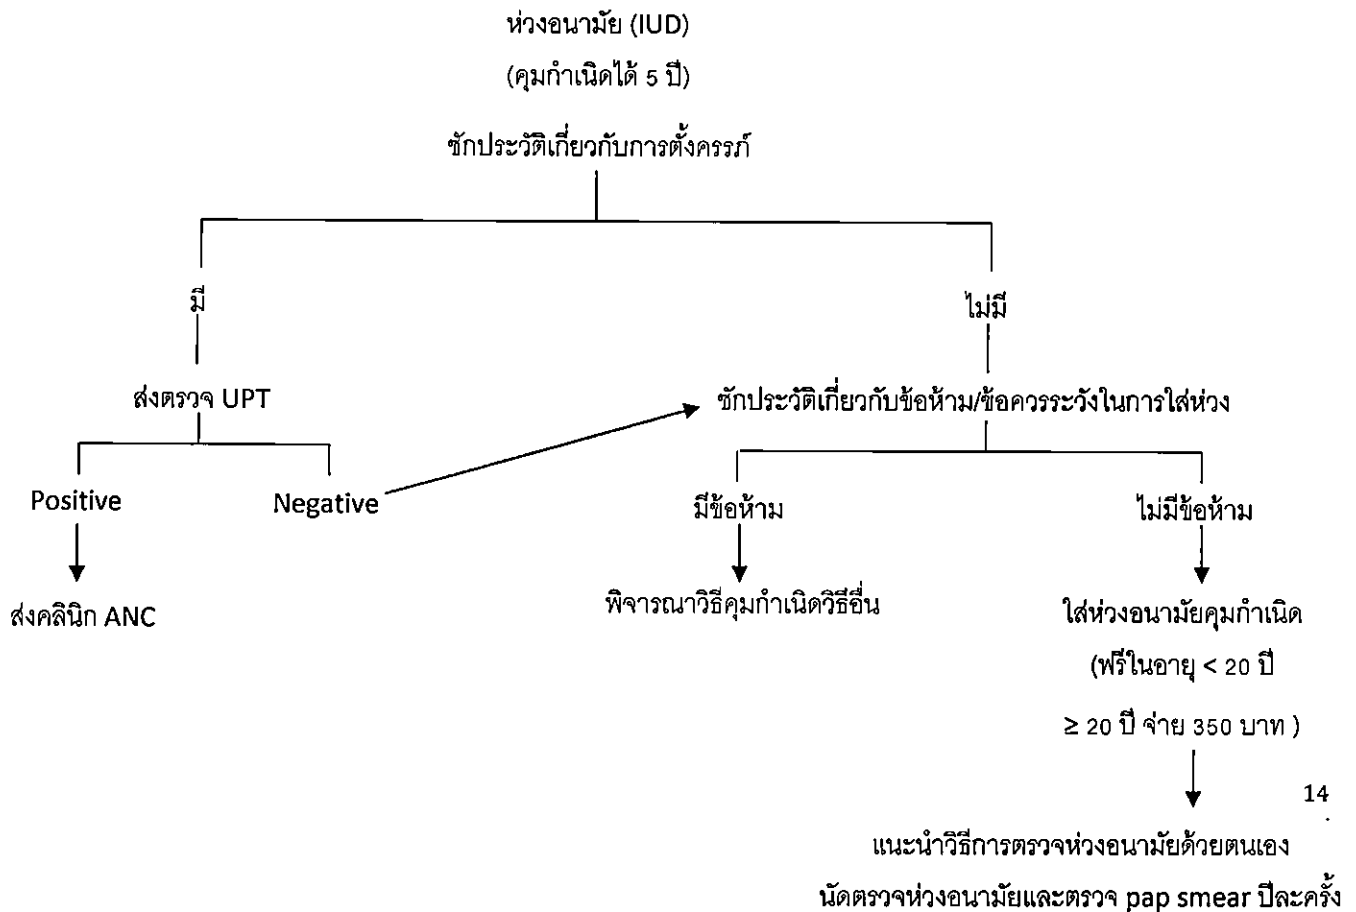 ห่วงอนามัย (IUD)
(คุมกำเนิดได้ 5 ปี)
ซักประวัติเกี่ยวกับการตั้งครรภ์
มี
ไม่มี
ส่งตรวจ UPT
ซักประวัติเกี่ยวกับข้อห้าม/ข้อควรระวังในการใส่ห่วง
Positive
Negative
มีข้อห้าม
ไม่มีข้อห้าม
ส่งคลินิก ANC
พิจารณาวิธีคุมกำเนิดวิธีอื่น
ใส่ห่วงอนามัยคุมกำเนิด
(ฟรีในอายุ < 20 ปี
≥ 20 ปี จ่าย 350 บาท )
14
แนะนำวิธีการตรวจห่วงอนามัยด้วยตนเอง
นัดตรวจห่วงอนามัยและตรวจ pap smear ปีละครั้ง